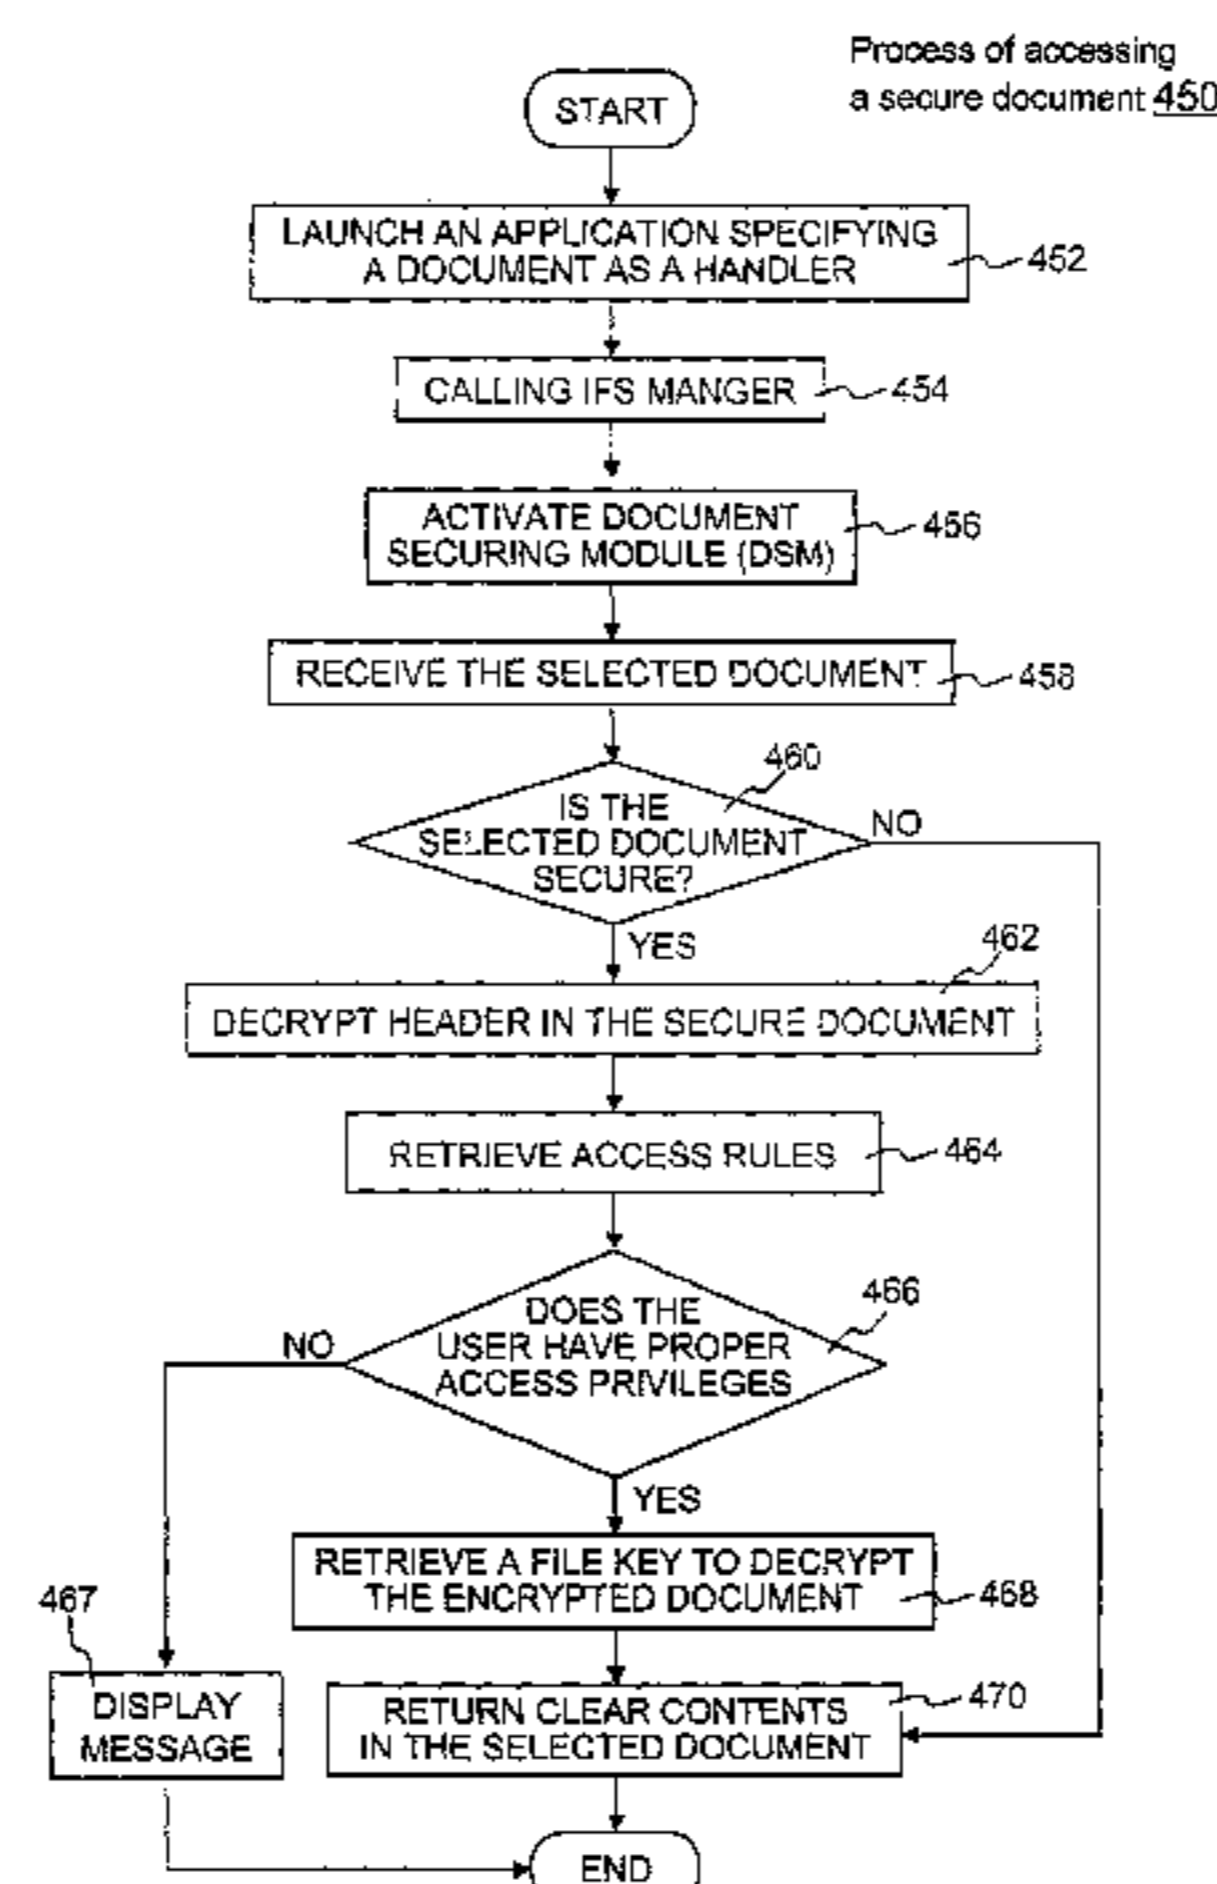 Process of accessing
a secure document 450
START
LAUNCH AN APPLICATION SPECIFYING
A DOCUMENT AS A HANDLER
452
CALLING IFS MANGER
454
ACTIVATE DOCUMENT
SECURING MODULE (DSM)
456
RECEIVE THE SELECTED DOCUMENT
458
460
IS THE
SELECTED DOCUMENT
SECURE?
NO
YES
462
DECRYPT HEADER IN THE SECURE DOCUMENT
RETRIEVE ACCESS RULES
464
466
DOES THE
USER HAVE PROPER
ACCESS PRIVILEGES
NO
YES
RETRIEVE A FILE KEY TO DECRYPT
THE ENCRYPTED DOCUMENT
468
467
DISPLAY
MESSAGE
RETURN CLEAR CONTENTS
IN THE SELECTED DOCUMENT
470
END